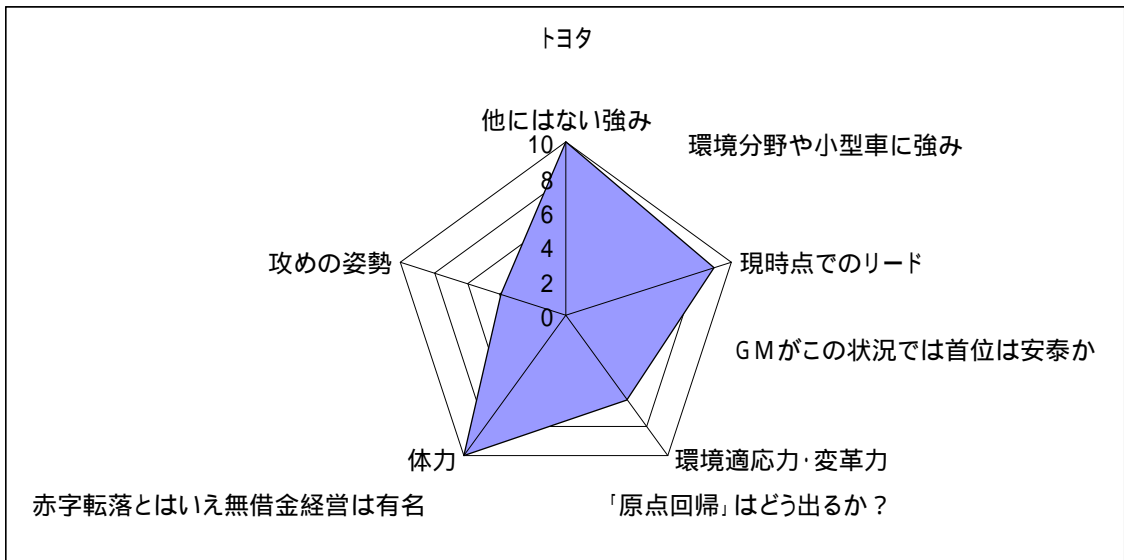 トヨタ
他にはない強み
環境分野や小型車に強み
10
8
6
4
2
0
攻めの姿勢
現時点でのリード
GMがこの状況では首位は安泰か
体力
環境適応力・変革力
赤字転落とはいえ無借金経営は有名
「原点回帰」はどう出るか?